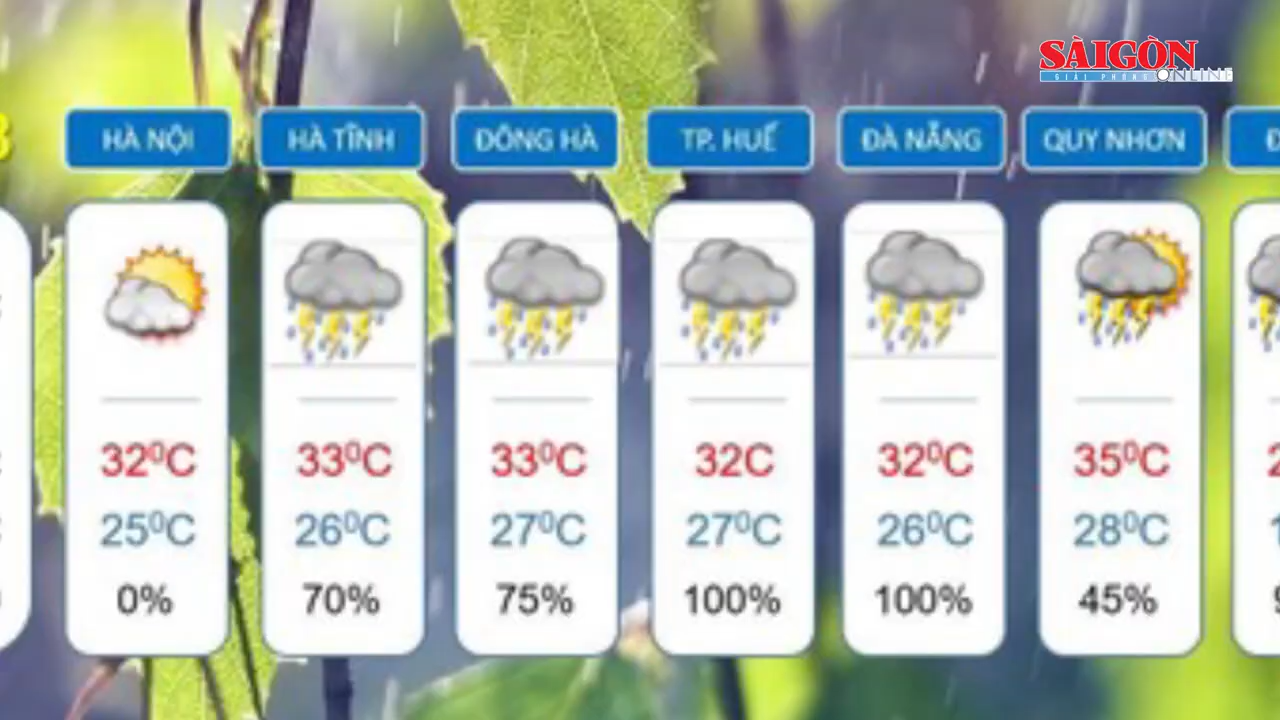 SÀIGÒN
GIẢI PHÓNG ONLINE
HÀ NỘI HÀ TĨNH ĐÔNG HÀ TP. HUẾ ĐÀ NẴNG QUY NHƠN
32⁰C 33⁰C 33⁰C 32C 32⁰C 35⁰C
25⁰C 26⁰C 27⁰C 27⁰C 26⁰C 28⁰C
0% 70% 75% 100% 100% 45%